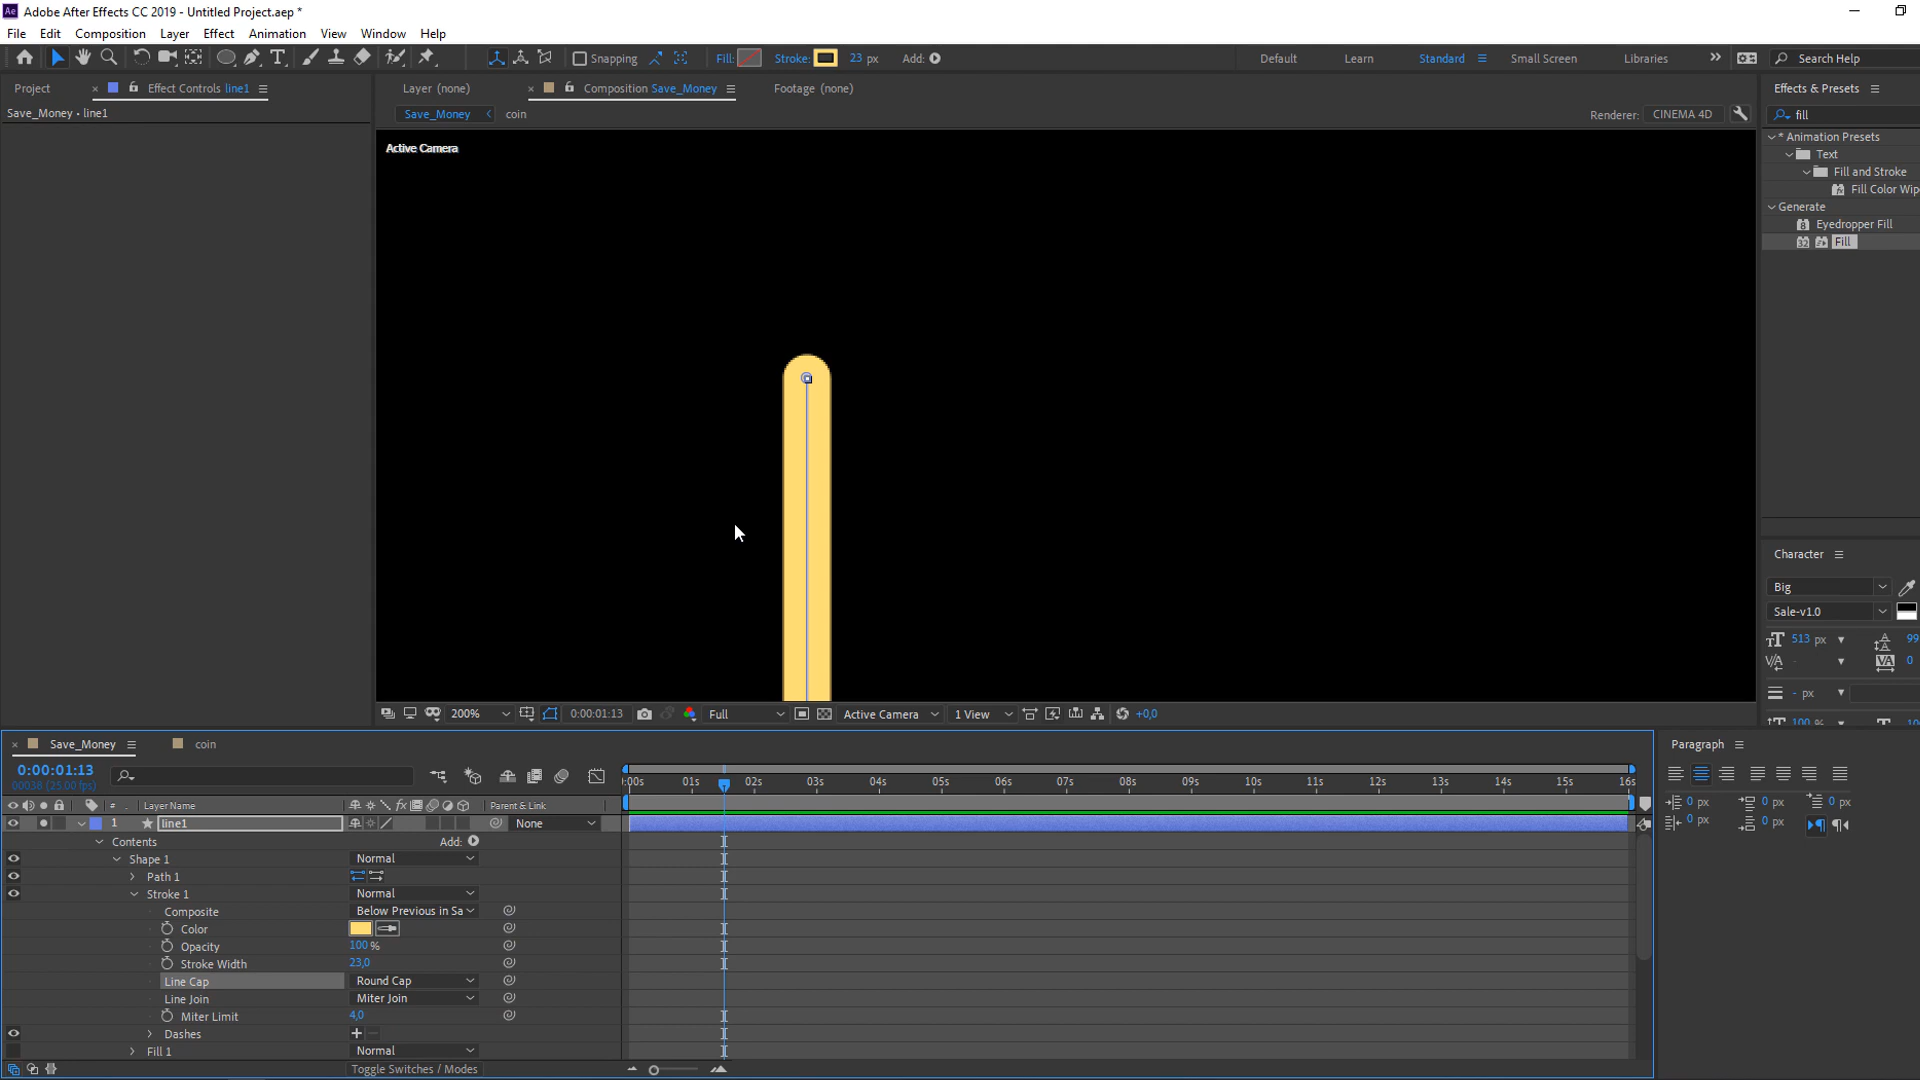 Adobe After Effects CC 2019 - Untitled Project.aep *
File Edit Composition Layer Effect Animation View Window Help
Snapping Fill: Stroke: 23 px Add: Default Learn Standard Small Screen Libraries Search Help
Project Effect Controls line1 Layer (none) Composition Save_Money Footage (none) Effects & Presets
Save_Money • line1 Save_Money coin Renderer: CINEMA 4D fill
Active Camera
* Animation Presets
Text
Fill and Stroke
Fill Color Wip
Generate
Eyedropper Fill
Fill
Character
Big
Sale-v1.0
513 px 99
0
- px
100 %
200% 0:00:01:13 Full Active Camera 1 View +0,0
Save_Money coin Paragraph
0:00:01:13
00038 (25.00 fps)
:00s 01s 02s 03s 04s 05s 06s 07s 08s 09s 10s 11s 12s 13s 14s 15s 16s
# Layer Name Parent & Link
0 px 0 px 0 px
0 px 0 px
1 line1 None
Contents Add:
Shape 1 Normal
Path 1
Stroke 1 Normal
Composite Below Previous in Sa
Color
Opacity 100 %
Stroke Width 23,0
Line Cap Round Cap
Line Join Miter Join
Miter Limit 4,0
Dashes
Fill 1 Normal
Toggle Switches / Modes